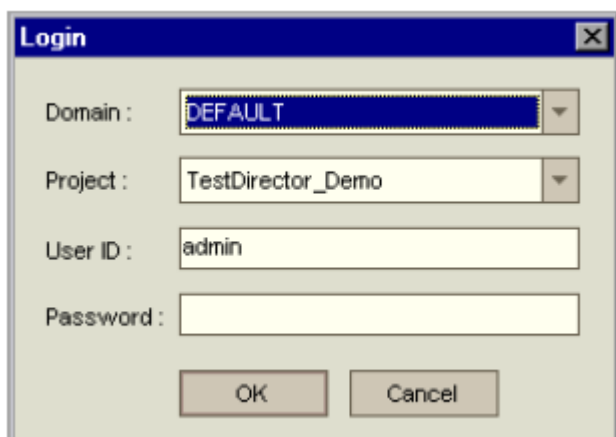 Login
Domain : DEFAULT
Project : TestDirector_Demo
User ID : admin
Password :
OK Cancel